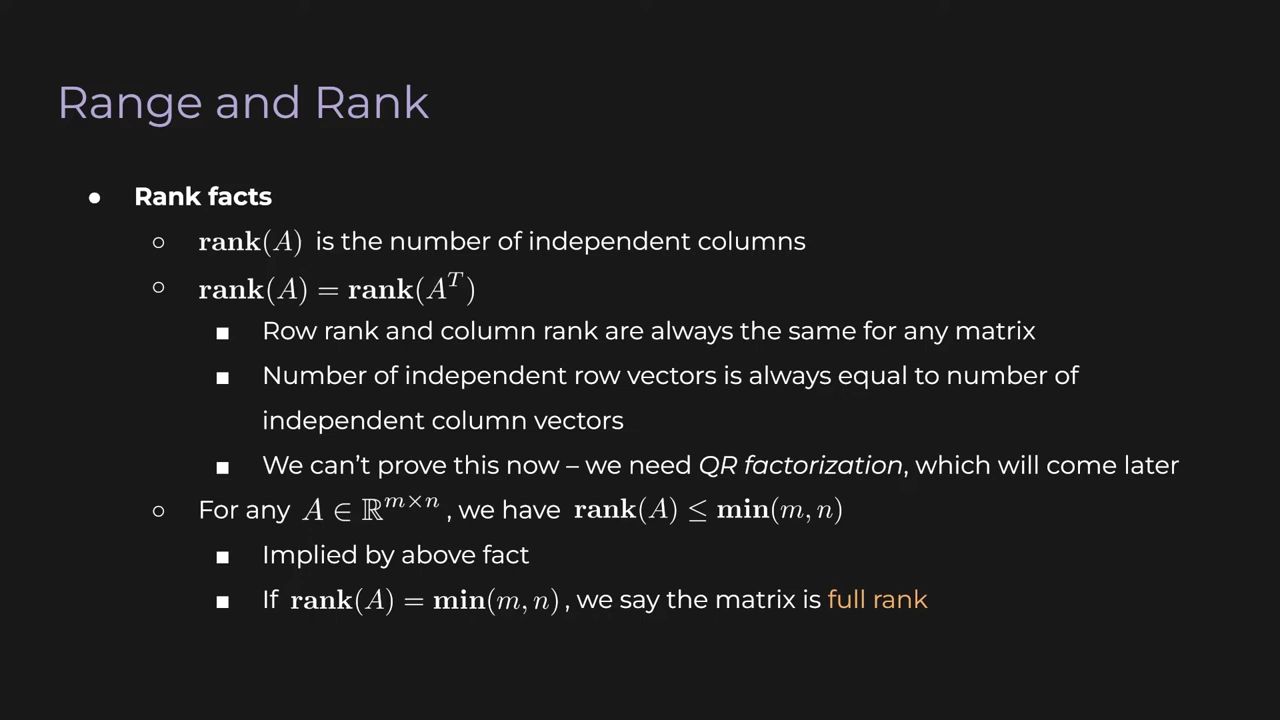 Range and Rank
● Rank facts
○ rank(A) is the number of independent columns
○ rank(A) = rank(Aᵀ)
■ Row rank and column rank are always the same for any matrix
■ Number of independent row vectors is always equal to number of
independent column vectors
■ We can’t prove this now – we need QR factorization, which will come later
○ For any A ∈ ℝᵐˣⁿ, we have rank(A) ≤ min(m, n)
■ Implied by above fact
■ If rank(A) = min(m, n), we say the matrix is full rank